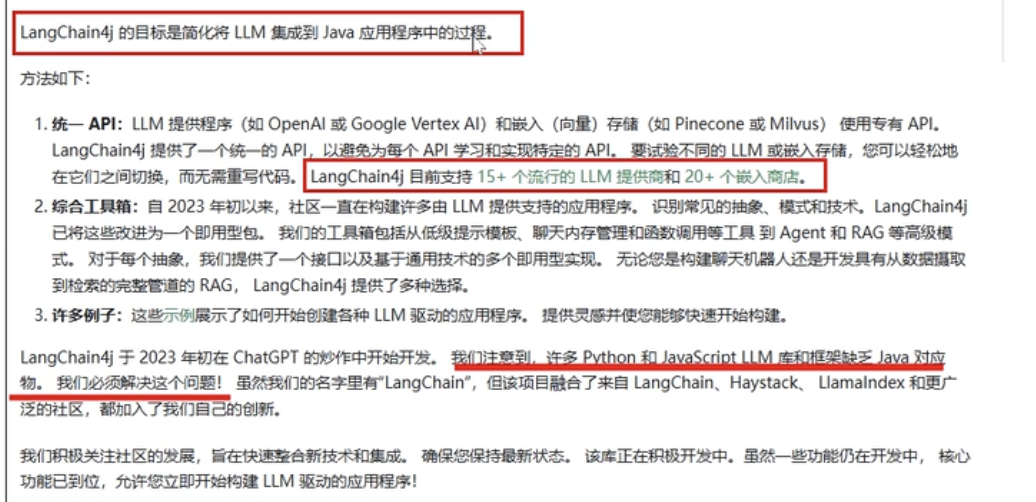 LangChain4j 的目标是简化将 LLM 集成到 Java 应用程序中的过程。
方法如下：
1. 统一 API：LLM 提供程序（如 OpenAI 或 Google Vertex AI）和嵌入（向量）存储（如 Pinecone 或 Milvus） 使用专有 API。
LangChain4j 提供了一个统一的 API，以避免为每个 API 学习和实现特定的 API。 要试验不同的 LLM 或嵌入存储，您可以轻松地
在它们之间切换，而无需重写代码。 LangChain4j 目前支持 15+ 个流行的 LLM 提供商和 20+ 个嵌入商店。
2. 综合工具箱：自 2023 年初以来，社区一直在构建许多由 LLM 提供支持的应用程序。 识别常见的抽象、模式和技术。LangChain4j
已将这些改进为一个即用型包。 我们的工具箱包括从低级提示模板、聊天内存管理和函数调用等工具 到 Agent 和 RAG 等高级模
式。 对于每个抽象，我们提供了一个接口以及基于通用技术的多个即用型实现。 无论您是构建聊天机器人还是开发具有从数据摄取
到检索的完整管道的 RAG， LangChain4j 提供了多种选择。
3. 许多例子：这些示例展示了如何开始创建各种 LLM 驱动的应用程序。 提供灵感并使您能够快速开始构建。
LangChain4j 于 2023 年初在 ChatGPT 的炒作中开始开发。 我们注意到，许多 Python 和 JavaScript LLM 库和框架缺乏 Java 对应
物。 我们必须解决这个问题！ 虽然我们的名字里有“LangChain”，但该项目融合了来自 LangChain、Haystack、 LlamaIndex 和更广
泛的社区，都加入了我们自己的创新。
我们积极关注社区的发展，旨在快速整合新技术和集成。 确保您保持最新状态。 该库正在积极开发中。虽然一些功能仍在开发中， 核心
功能已到位，允许您立即开始构建 LLM 驱动的应用程序！